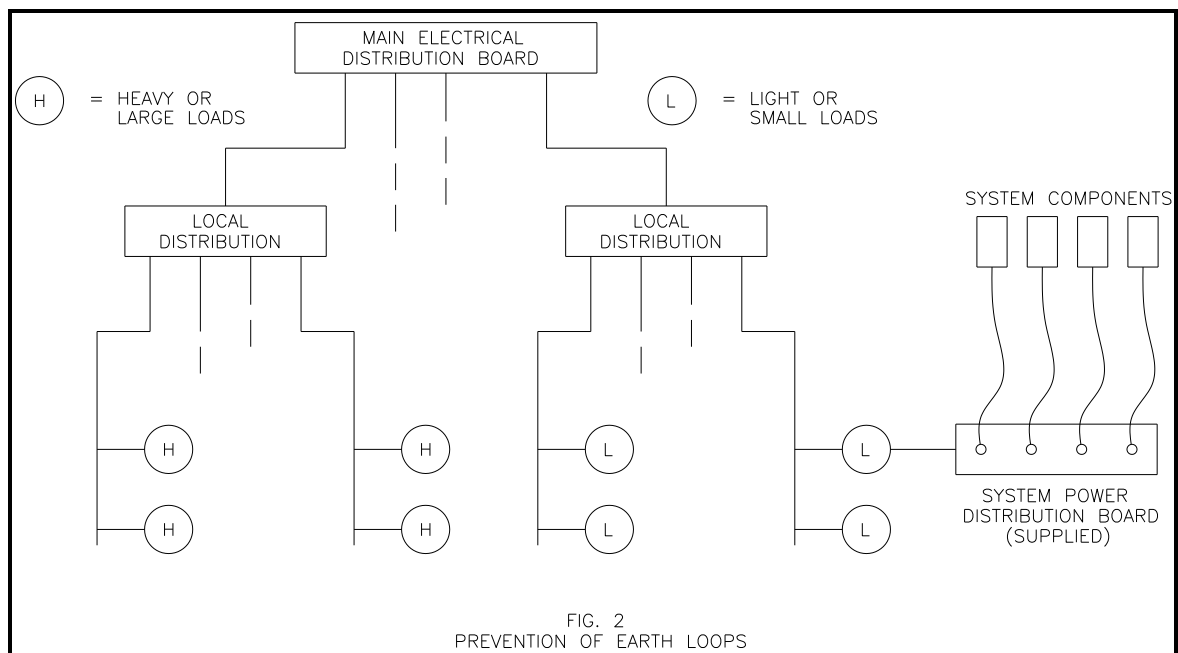 MAIN ELECTRICAL
DISTRIBUTION BOARD
H
= HEAVY OR
LARGE LOADS
L
= LIGHT OR
SMALL LOADS
SYSTEM COMPONENTS
LOCAL
DISTRIBUTION
LOCAL
DISTRIBUTION
H
H
L
L
H
H
L
L
SYSTEM POWER
DISTRIBUTION BOARD
(SUPPLIED)
FIG. 2
PREVENTION OF EARTH LOOPS